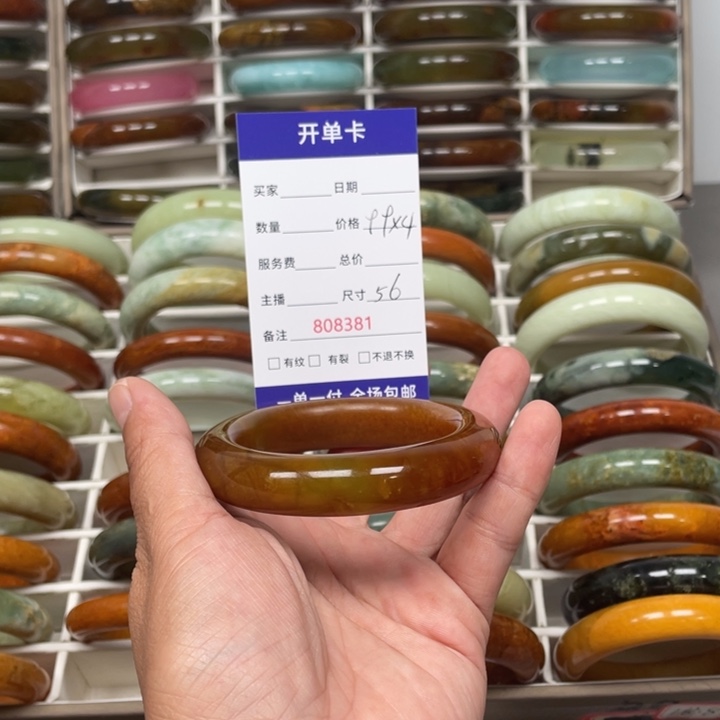 开单卡
买家 日期
数量 价格 99x4
服务费 总价
主播 尺寸 56
备注 808381
□有纹 □有裂 □不退不换
一单一付 全场包邮